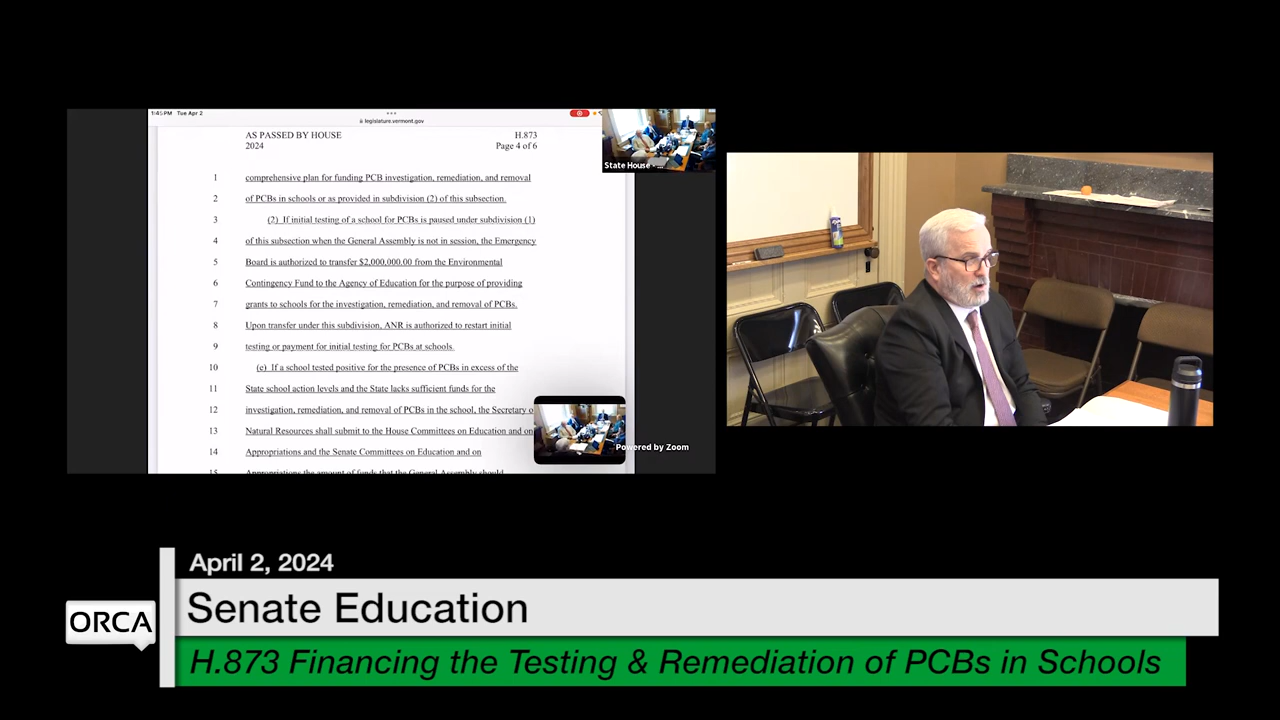 1:45 PM Tue Apr 2
legislature.vermont.gov
AS PASSED BY HOUSE H.873
2024 Page 4 of 6
State House -
1 comprehensive plan for funding PCB investigation, remediation, and removal
2 of PCBs in schools or as provided in subdivision (2) of this subsection.
3 (2) If initial testing of a school for PCBs is paused under subdivision (1)
4 of this subsection when the General Assembly is not in session, the Emergency
5 Board is authorized to transfer $2,000,000.00 from the Environmental
6 Contingency Fund to the Agency of Education for the purpose of providing
7 grants to schools for the investigation, remediation, and removal of PCBs.
8 Upon transfer under this subdivision, ANR is authorized to restart initial
9 testing or payment for initial testing for PCBs at schools.
10 (e) If a school tested positive for the presence of PCBs in excess of the
11 State school action levels and the State lacks sufficient funds for the
12 investigation, remediation, and removal of PCBs in the school, the Secretary
13 Natural Resources shall submit to the House Committees on Education and on
14 Appropriations and the Senate Committees on Education and on
15 Appropriations the amount of funds that the General Assembly should
Powered by Zoom
April 2, 2024
Senate Education
ORCA
H.873 Financing the Testing & Remediation of PCBs in Schools